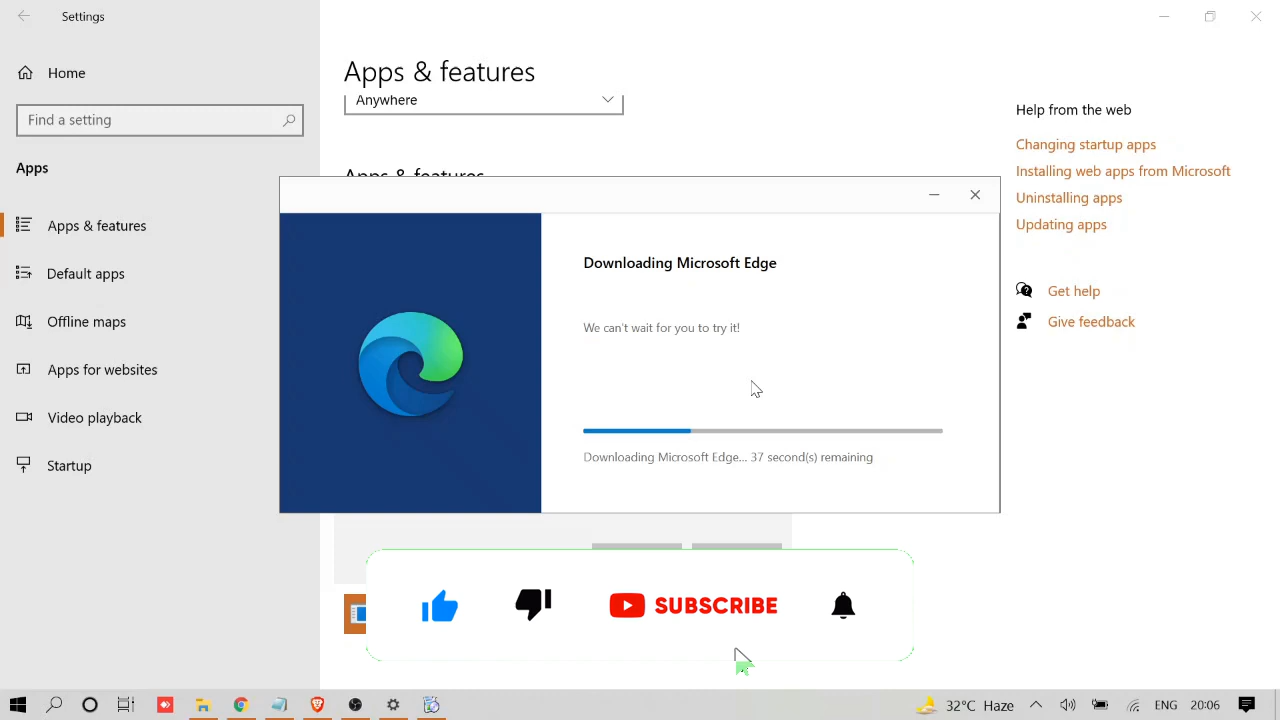 Settings
Home
Find a setting
Apps
Apps & features
Default apps
Offline maps
Apps for websites
Video playback
Startup
Apps & features
Anywhere
Apps & features
Downloading Microsoft Edge
We can't wait for you to try it!
Downloading Microsoft Edge... 37 second(s) remaining
Help from the web
Changing startup apps
Installing web apps from Microsoft
Uninstalling apps
Updating apps
Get help
Give feedback
SUBSCRIBE
32°C Haze
ENG
20:06